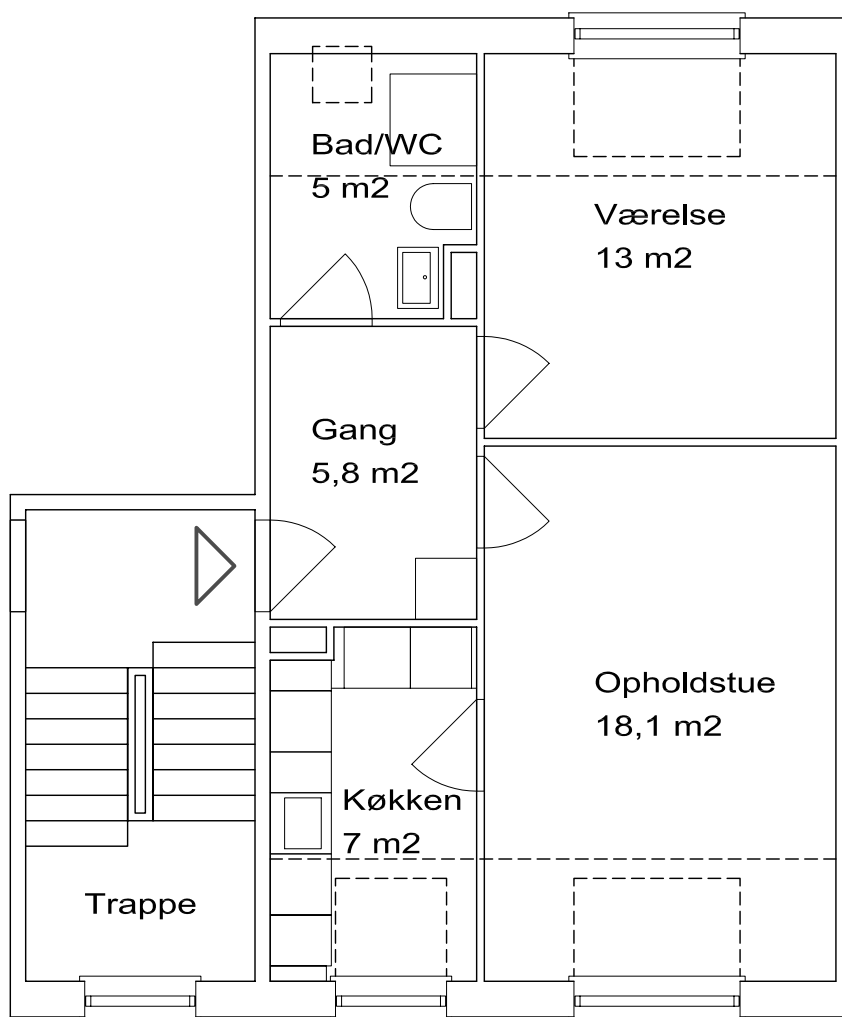 Bad/WC
5 m2
Værelse
13 m2
Gang
5,8 m2
Opholdstue
18,1 m2
Køkken
7 m2
Trappe